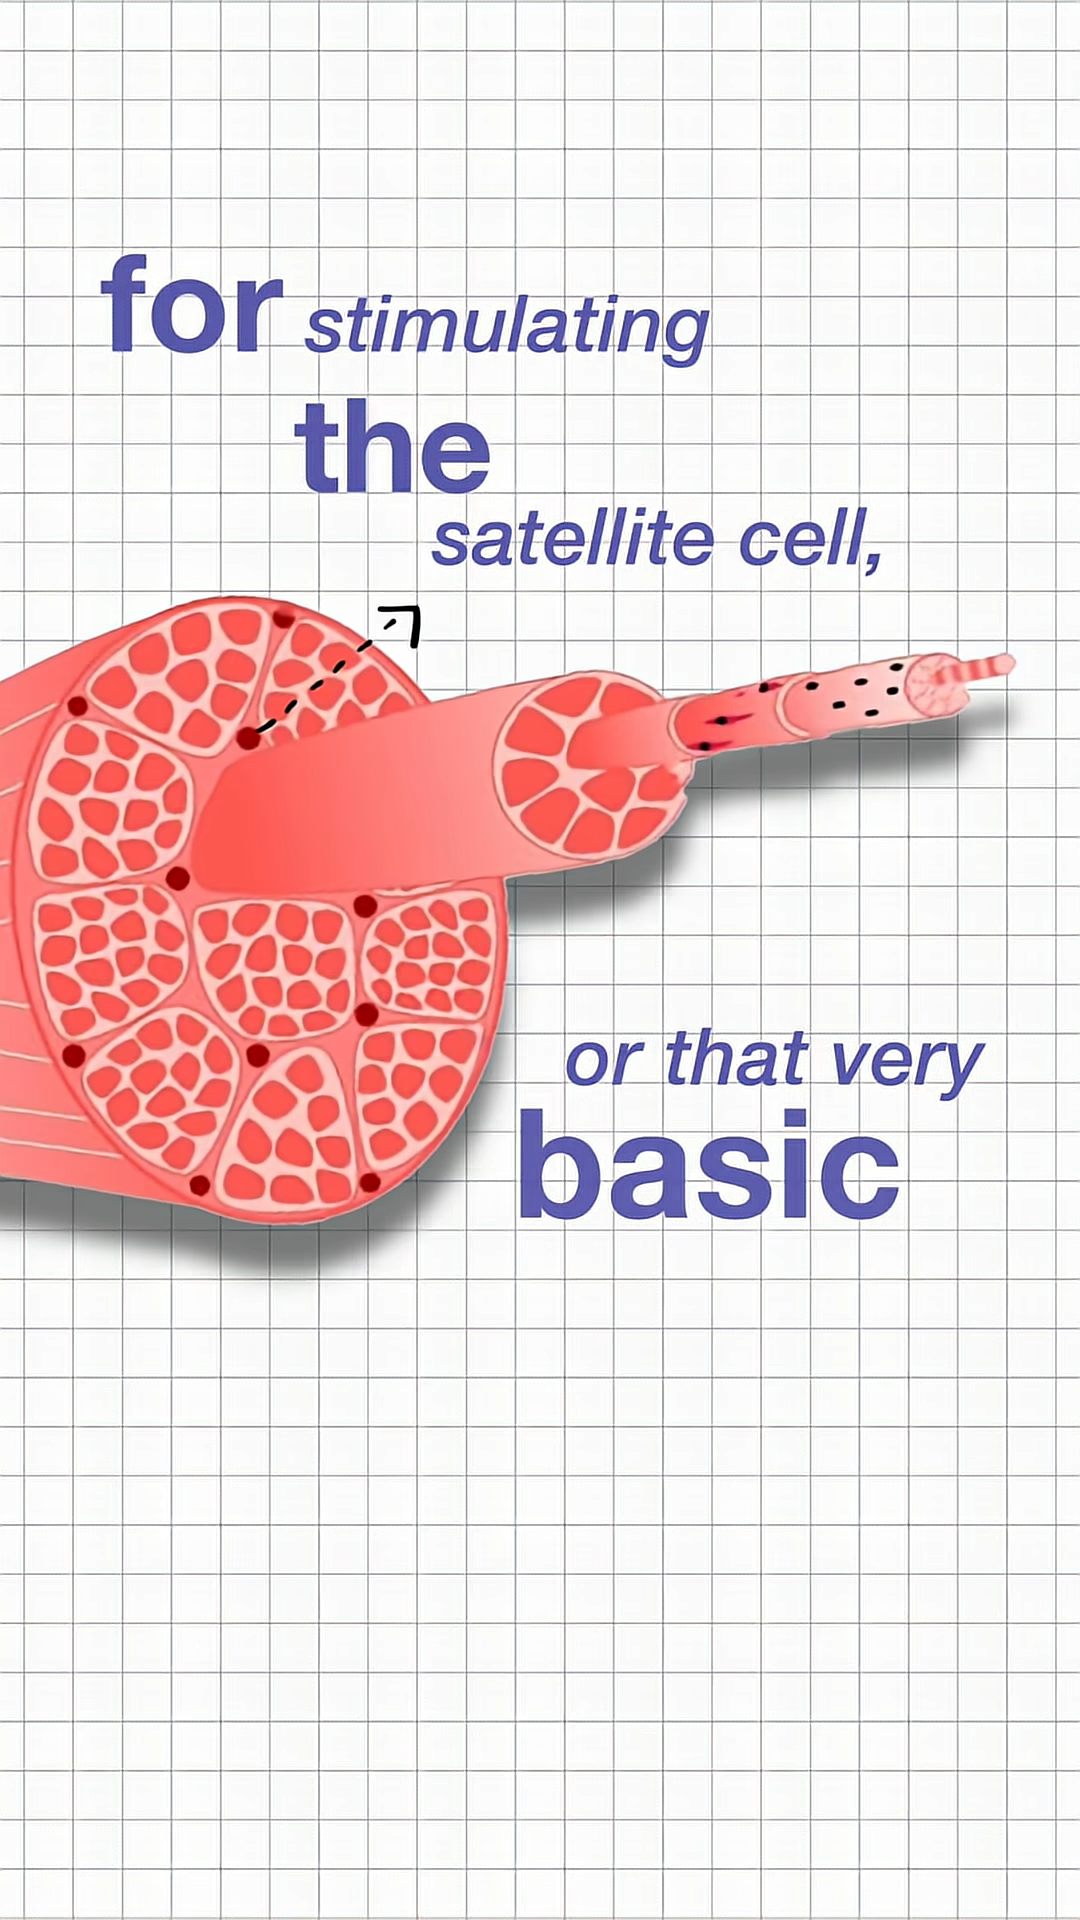 for stimulating
the
satellite cell,
or that very
basic